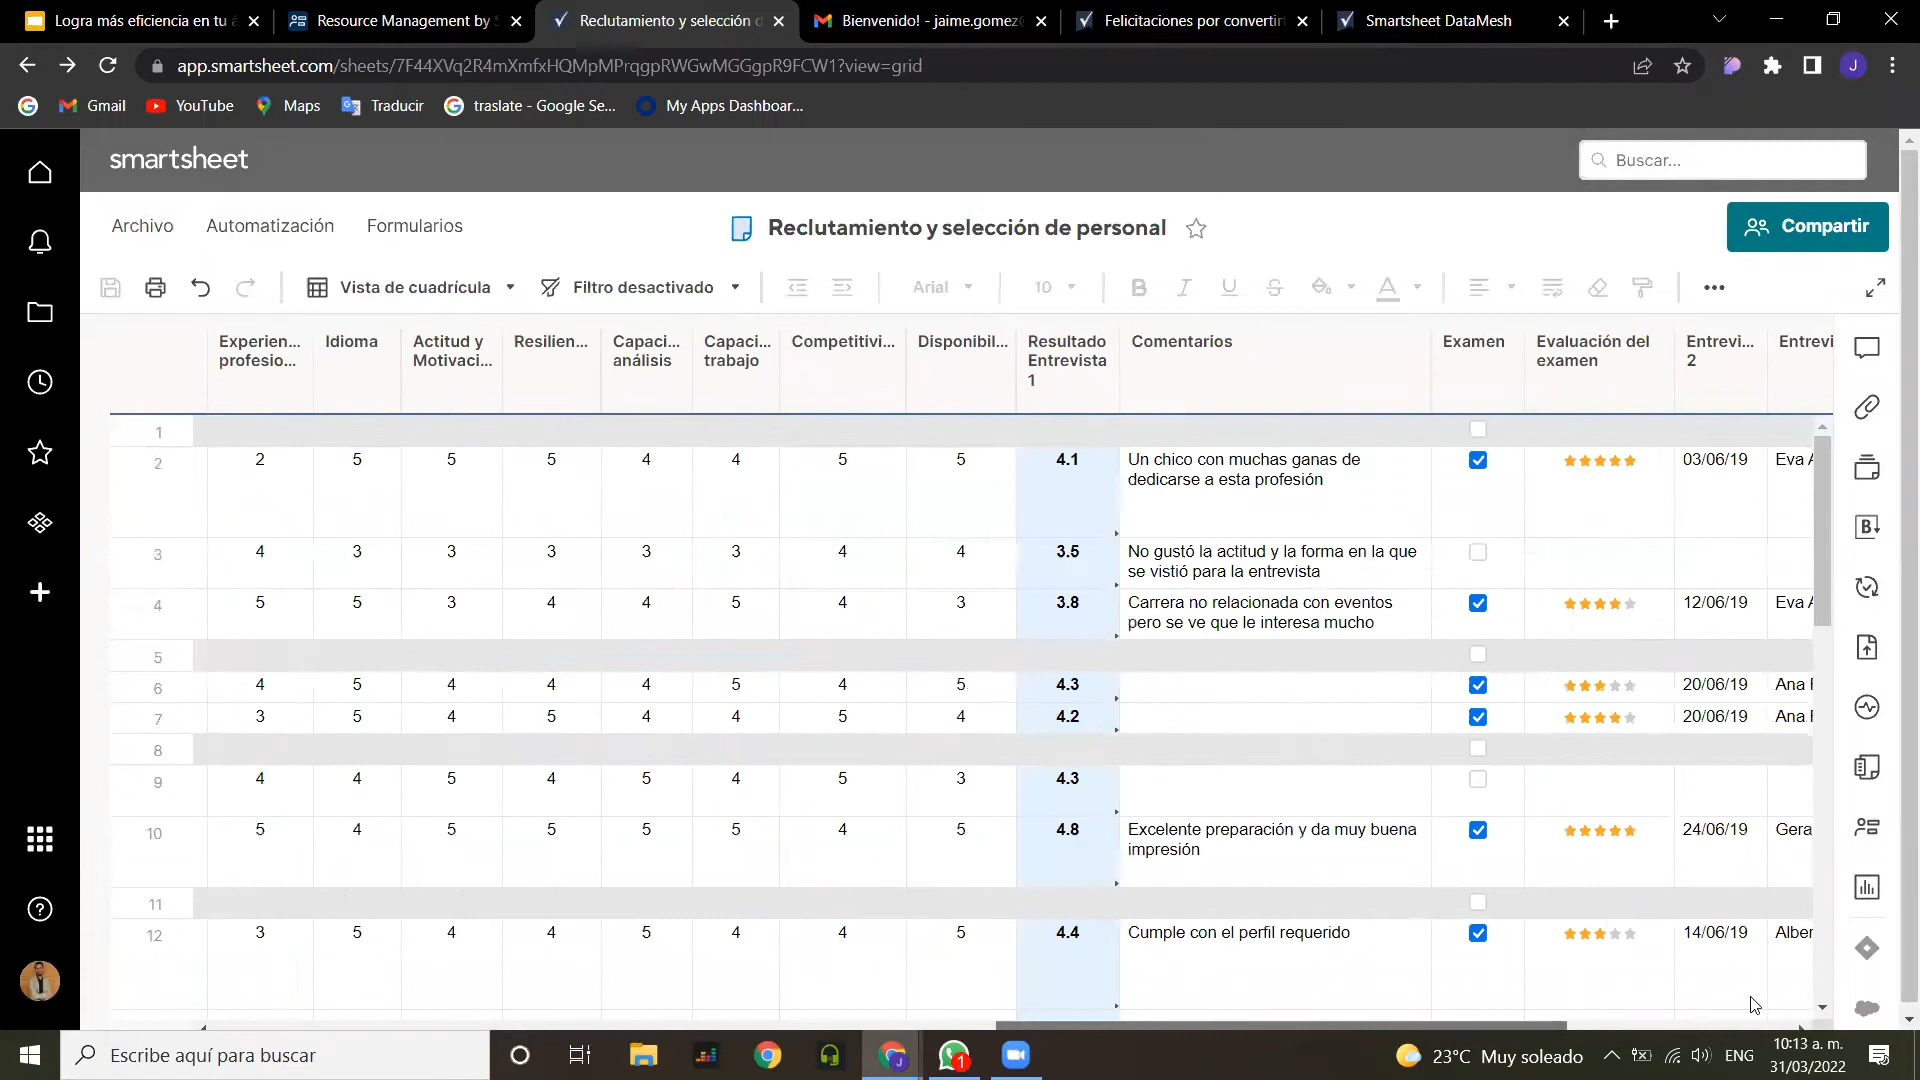 Logra más eficiencia en tu á
Resource Management by S
Reclutamiento y selección d
Bienvenido! - jaime.gomez
Felicitaciones por convertir
Smartsheet DataMesh
app.smartsheet.com/sheets/7F44XVq2R4mXmfxHQMpMPrqgpRWGwMGGgpR9FCW1?view=grid
J
Gmail
YouTube
Maps
Traducir
traslate - Google Se...
My Apps Dashboar...
smartsheet
Buscar...
Archivo
Automatización
Formularios
Reclutamiento y selección de personal
Compartir
Vista de cuadrícula
Filtro desactivado
Arial
10
B I U S A
Experien... profesio...
Idioma
Actitud y Motivaci...
Resilien...
Capaci... análisis
Capaci... trabajo
Competitivi...
Disponibil...
Resultado Entrevista 1
Comentarios
Examen
Evaluación del examen
Entrevi... 2
Entrevi
1
2 2 5 5 5 4 4 5 5 4.1 Un chico con muchas ganas de 03/06/19 Eva A
dedicarse a esta profesión
3 4 3 3 3 3 3 4 4 3.5 No gustó la actitud y la forma en la que
se vistió para la entrevista
4 5 5 3 4 4 5 4 3 3.8 Carrera no relacionada con eventos 12/06/19 Eva A
pero se ve que le interesa mucho
5
6 4 5 4 4 4 5 4 5 4.3 20/06/19 Ana
7 3 5 4 5 4 4 5 4 4.2 20/06/19 Ana
8
9 4 4 5 4 5 4 5 3 4.3
10 5 4 5 5 5 5 4 5 4.8 Excelente preparación y da muy buena 24/06/19 Gera
impresión
11
12 3 5 4 4 5 4 4 5 4.4 Cumple con el perfil requerido 14/06/19 Alber
Escribe aquí para buscar
J
1
23°C Muy soleado
ENG
10:13 a. m.
31/03/2022